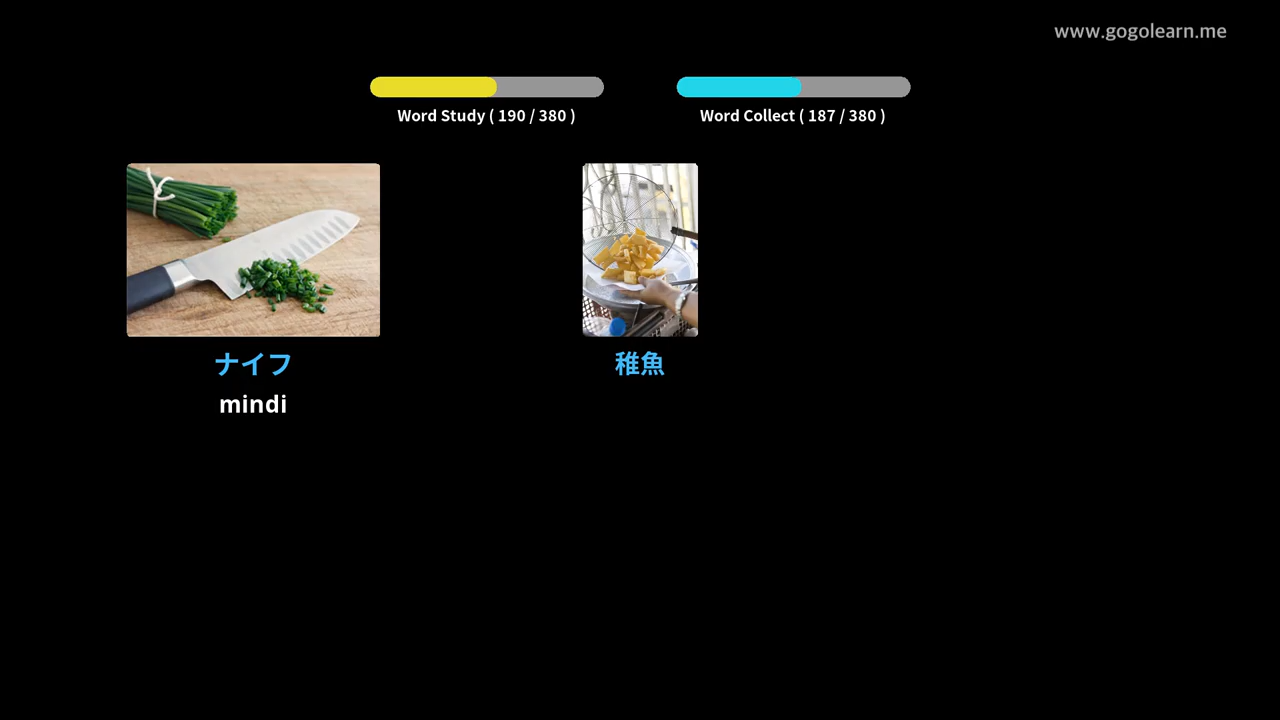 www.gogolearn.me
Word Study ( 190 / 380 )
Word Collect ( 187 / 380 )
ナイフ
稚魚
mindi